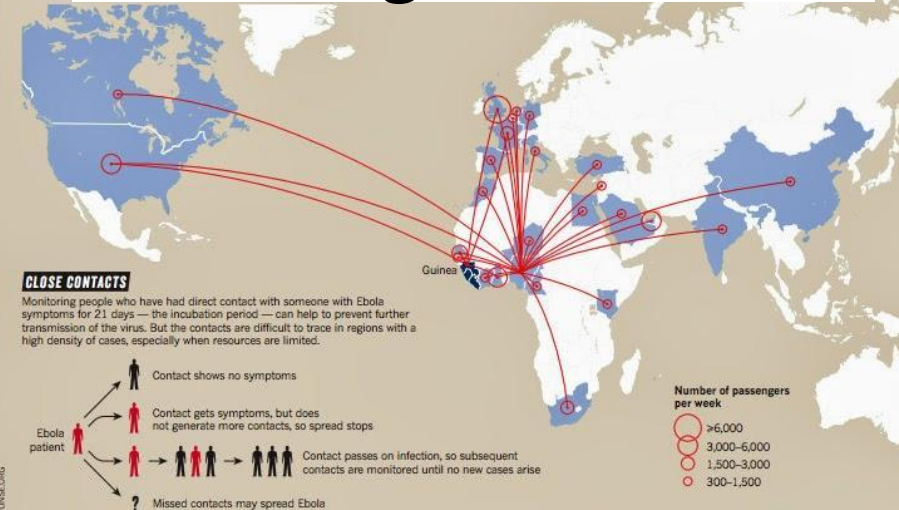 Guinea
CLOSE CONTACTS
Monitoring people who have had direct contact with someone with Ebola
symptoms for 21 days — the incubation period — can help to prevent further
transmission of the virus. But the contacts are difficult to trace in regions with a
high density of cases, especially when resources are limited.
Contact shows no symptoms
Contact gets symptoms, but does
not generate more contacts, so spread stops
Ebola
patient
Contact passes on infection, so subsequent
contacts are monitored until no new cases arise
?
Missed contacts may spread Ebola
Number of passengers
per week
≥6,000
3,000–6,000
1,500–3,000
300–1,500